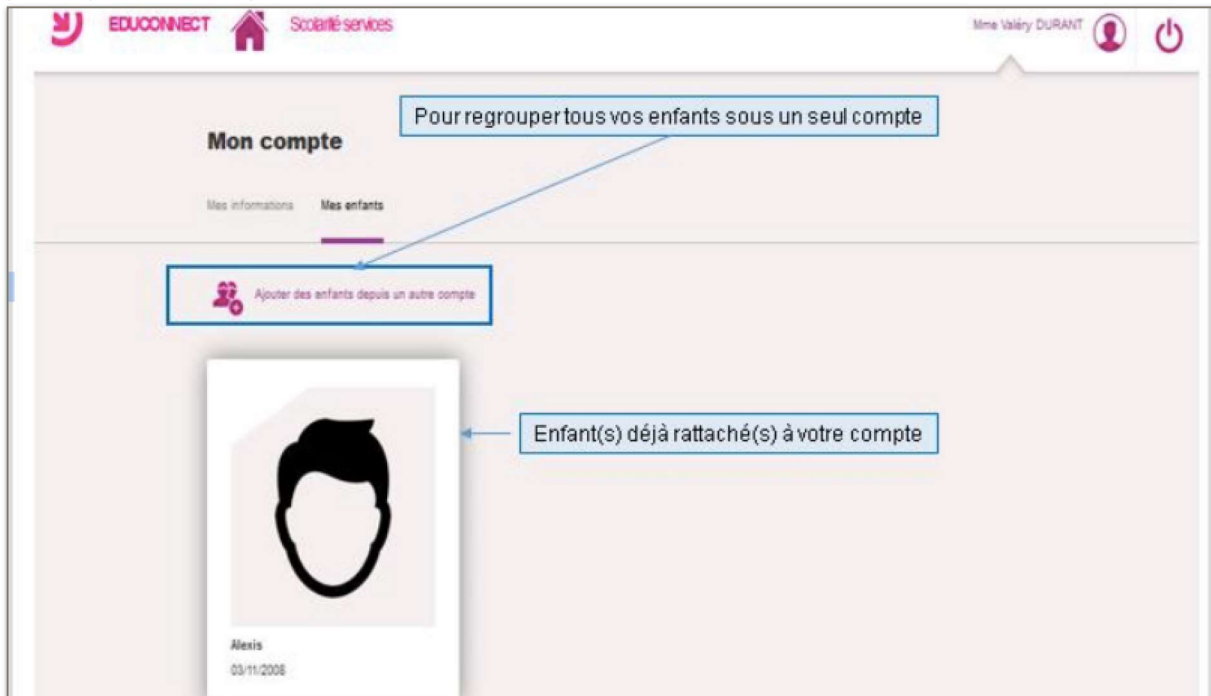 EDUCONNECT Scolarité services Mme Valéry DURANT
Pour regrouper tous vos enfants sous un seul compte
Mon compte
Mes informations Mes enfants
Ajouter des enfants depuis un autre compte
Enfant(s) déjà rattaché(s) à votre compte
Alexis
03/11/2008